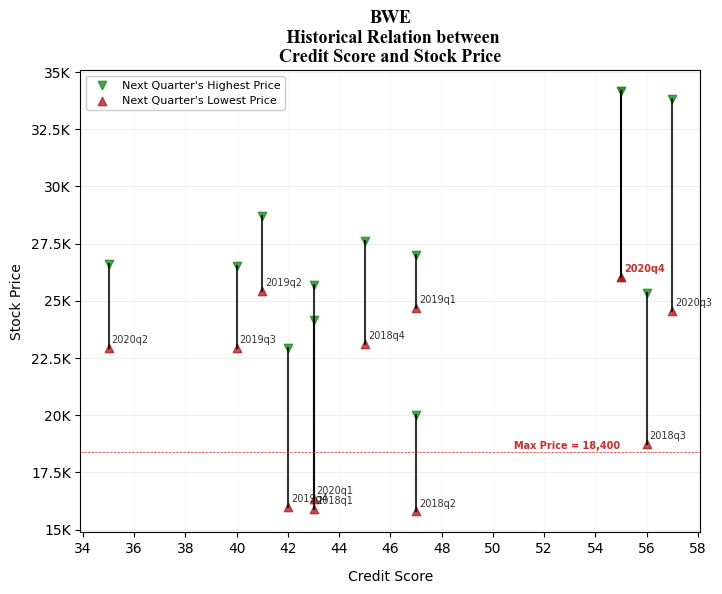 BWE
Historical Relation between
Credit Score and Stock Price
Next Quarter's Highest Price
Next Quarter's Lowest Price
35K
32.5K
30K
27.5K
25K
22.5K
20K
17.5K
15K
Stock Price
2020q4
2019q2
2020q3
2019q1
2020q2
2019q3
2018q4
Max Price = 18,400
2018q3
2020q1
2019q4
2018q1
2018q2
34 36 38 40 42 44 46 48 50 52 54 56 58
Credit Score